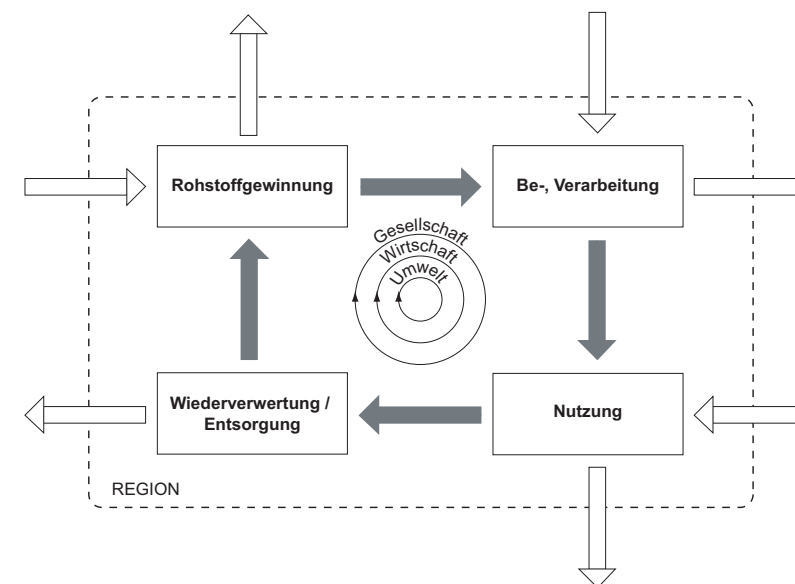 Rohstoffgewinnung
Be-, Verarbeitung
Gesellschaft
Wirtschaft
Umwelt
Wiederverwertung /
Entsorgung
Nutzung
REGION